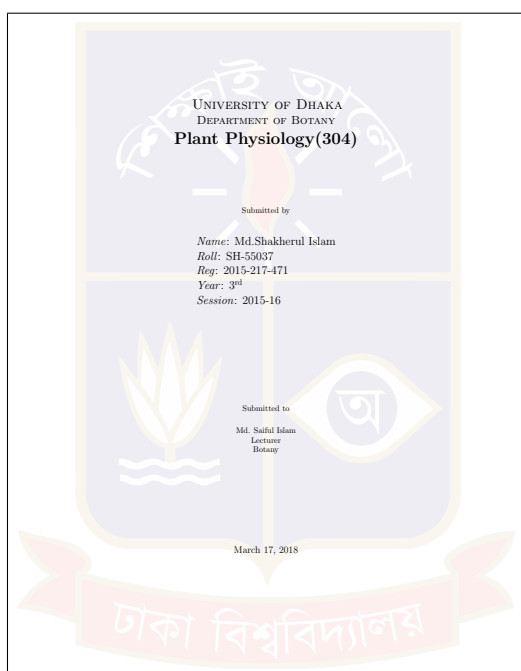 শিক্ষাই আলো
University of Dhaka
Department of Botany
Plant Physiology(304)
Submitted by
Name: Md.Shakherul Islam
Roll: SH-55037
Reg: 2015-217-471
Year: 3rd
Session: 2015-16
অ
Submitted to
Md. Saiful Islam
Lecturer
Botany
March 17, 2018
ঢাকা বিশ্ববিদ্যালয়